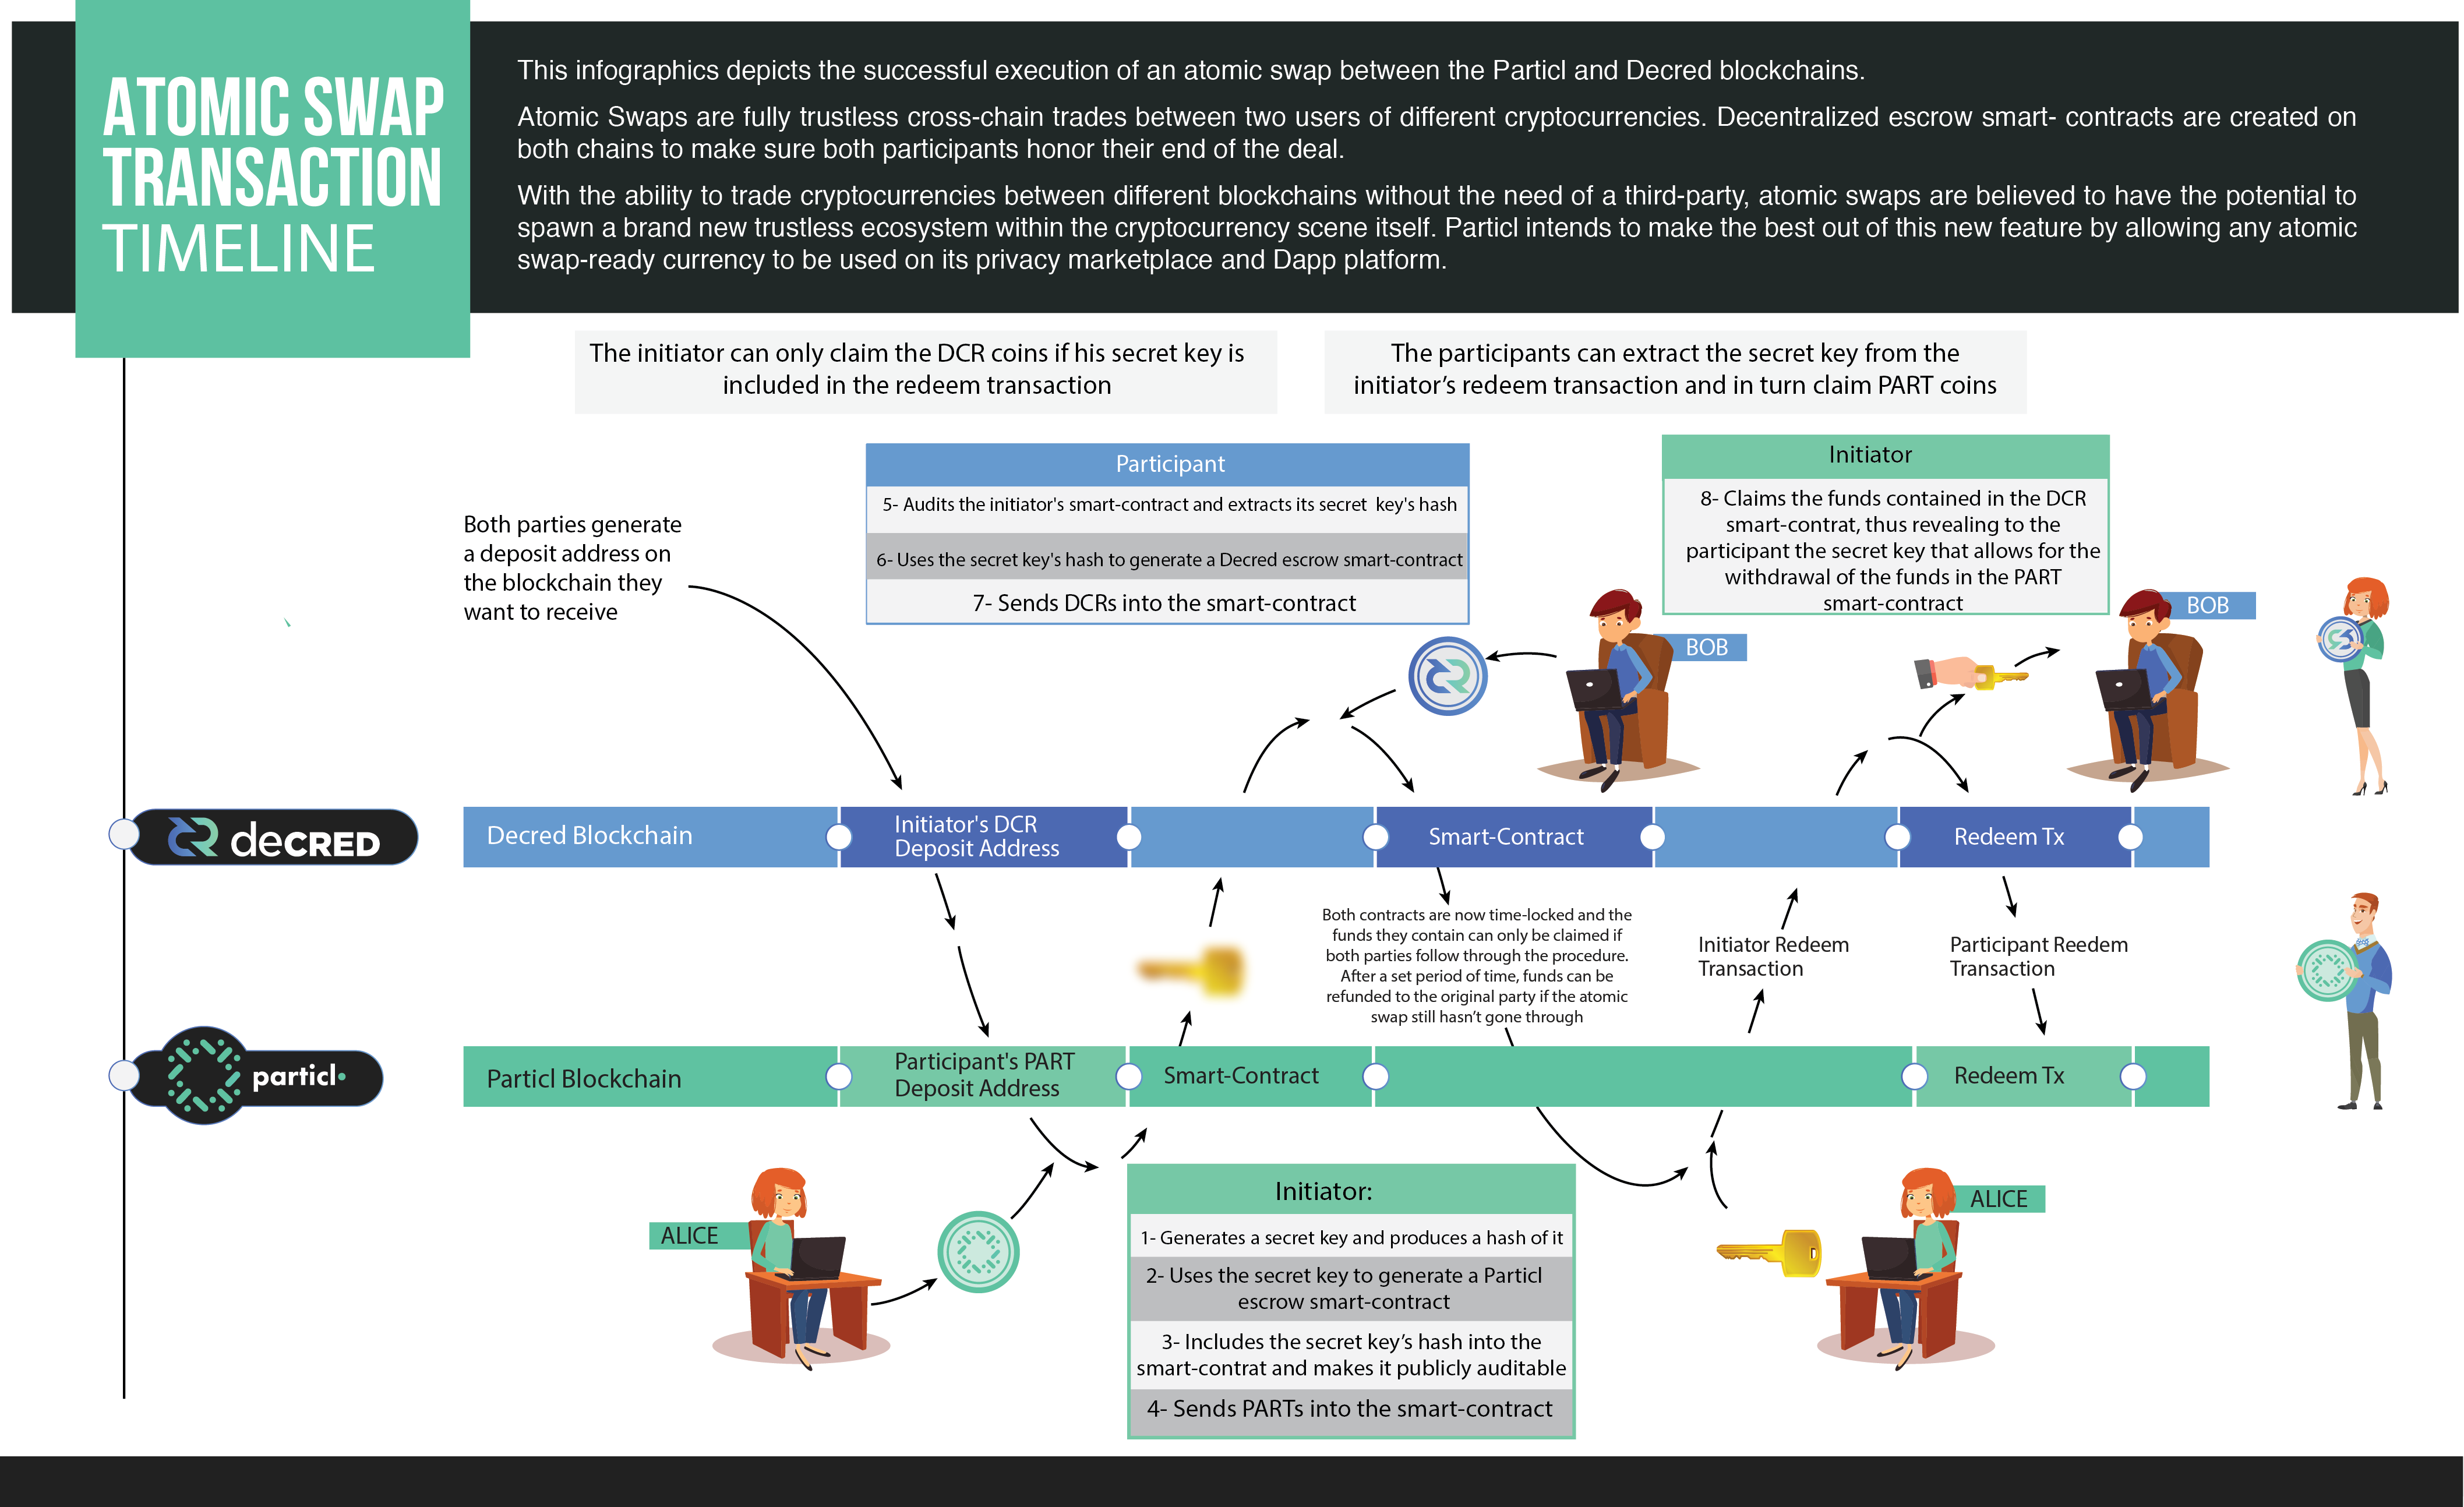 ATOMIC SWAP
TRANSACTION
TIMELINE
This infographics depicts the successful execution of an atomic swap between the Particl and Decred blockchains.
Atomic Swaps are fully trustless cross-chain trades between two users of different cryptocurrencies. Decentralized escrow smart- contracts are created on
both chains to make sure both participants honor their end of the deal.
With the ability to trade cryptocurrencies between different blockchains without the need of a third-party, atomic swaps are believed to have the potential to
spawn a brand new trustless ecosystem within the cryptocurrency scene itself. Particl intends to make the best out of this new feature by allowing any atomic
swap-ready currency to be used on its privacy marketplace and Dapp platform.
The initiator can only claim the DCR coins if his secret key is
included in the redeem transaction
The participants can extract the secret key from the
initiator's redeem transaction and in turn claim PART coins
Both parties generate
a deposit address on
the blockchain they
want to receive
Participant
5- Audits the initiator's smart-contract and extracts its secret key's hash
6- Uses the secret key's hash to generate a Decred escrow smart-contract
7- Sends DCRs into the smart-contract
Initiator
8- Claims the funds contained in the DCR
smart-contrat, thus revealing to the
participant the secret key that allows for the
withdrawal of the funds in the PART
smart-contract
BOB
BOB
deCRED
Decred Blockchain
Initiator's DCR
Deposit Address
Smart-Contract
Redeem Tx
Both contracts are now time-locked and the
funds they contain can only be claimed if
both parties follow through the procedure.
After a set period of time, funds can be
refunded to the original party if the atomic
swap still hasn't gone through
Initiator Redeem
Transaction
Participant Reedem
Transaction
particl
Particl Blockchain
Participant's PART
Deposit Address
Smart-Contract
Redeem Tx
ALICE
Initiator:
1- Generates a secret key and produces a hash of it
2- Uses the secret key to generate a Particl
escrow smart-contract
3- Includes the secret key's hash into the
smart-contrat and makes it publicly auditable
4- Sends PARTs into the smart-contract
ALICE